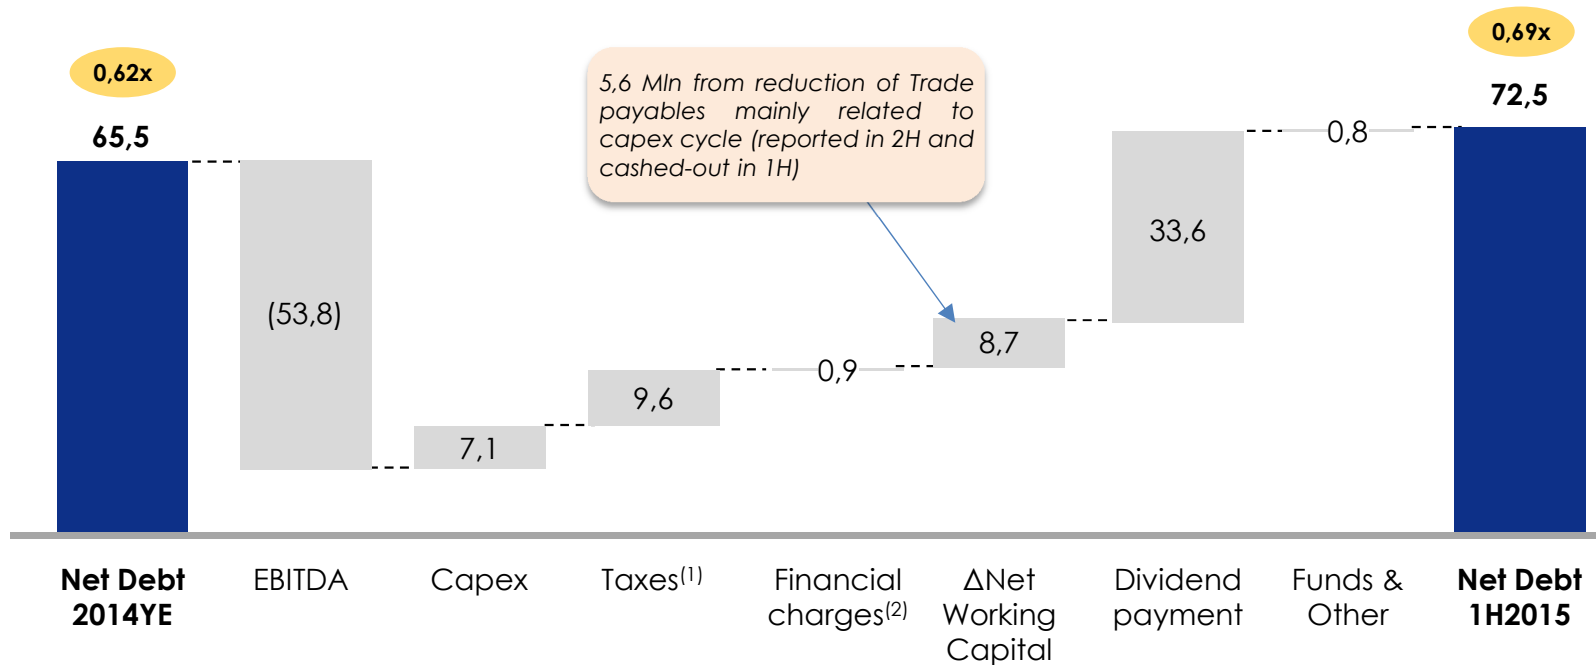 0,62x
65,5
(53,8)
7,1
9,6
0,9
5,6 Mln from reduction of Trade
payables mainly related to
capex cycle (reported in 2H and
cashed-out in 1H)
8,7
33,6
0,8
0,69x
72,5
Net Debt
2014YE
EBITDA
Capex
Taxes(1)
Financial
charges(2)
ΔNet
Working
Capital
Dividend
payment
Funds &
Other
Net Debt
1H2015